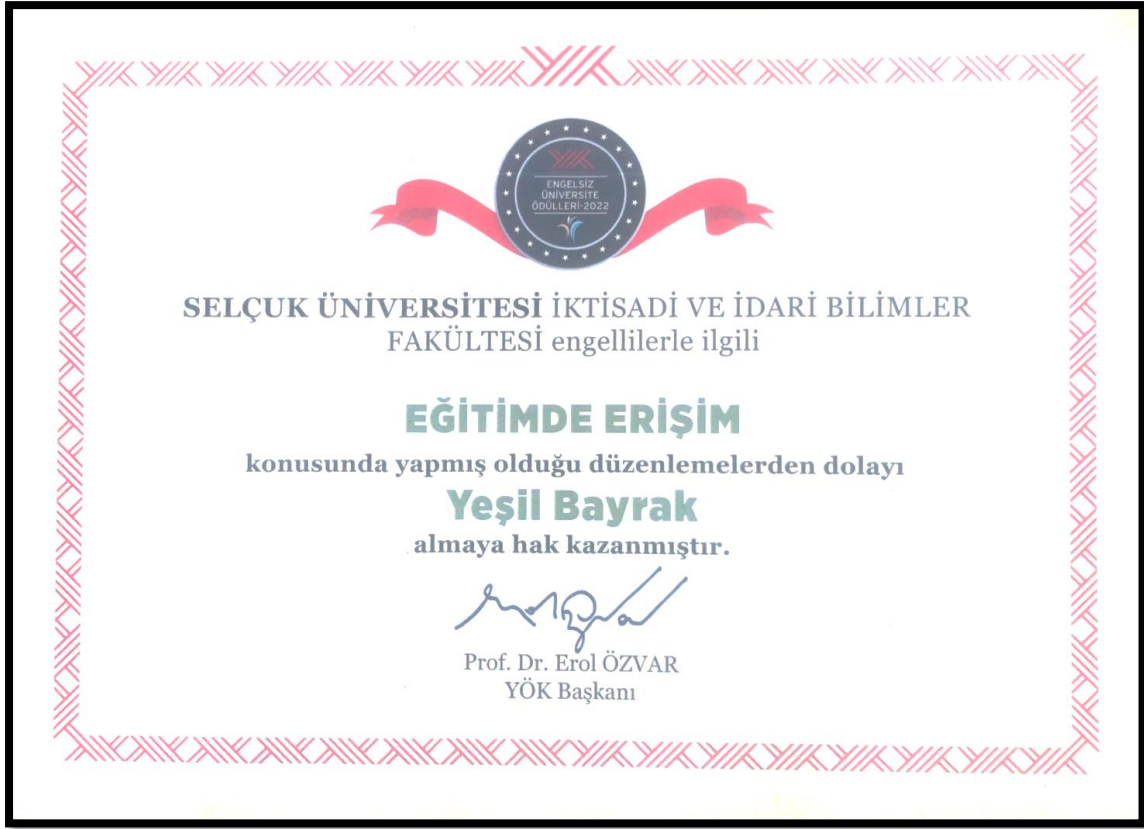 ENGELSİZ
ÜNİVERSİTE
ÖDÜLLERİ-2022
SELÇUK ÜNİVERSİTESİ İKTİSADİ VE İDARİ BİLİMLER
FAKÜLTESİ engellilerle ilgili
EĞİTİMDE ERİŞİM
konusunda yapmış olduğu düzenlemelerden dolayı
Yeşil Bayrak
almaya hak kazanmıştır.
Prof. Dr. Erol ÖZVAR
YÖK Başkanı